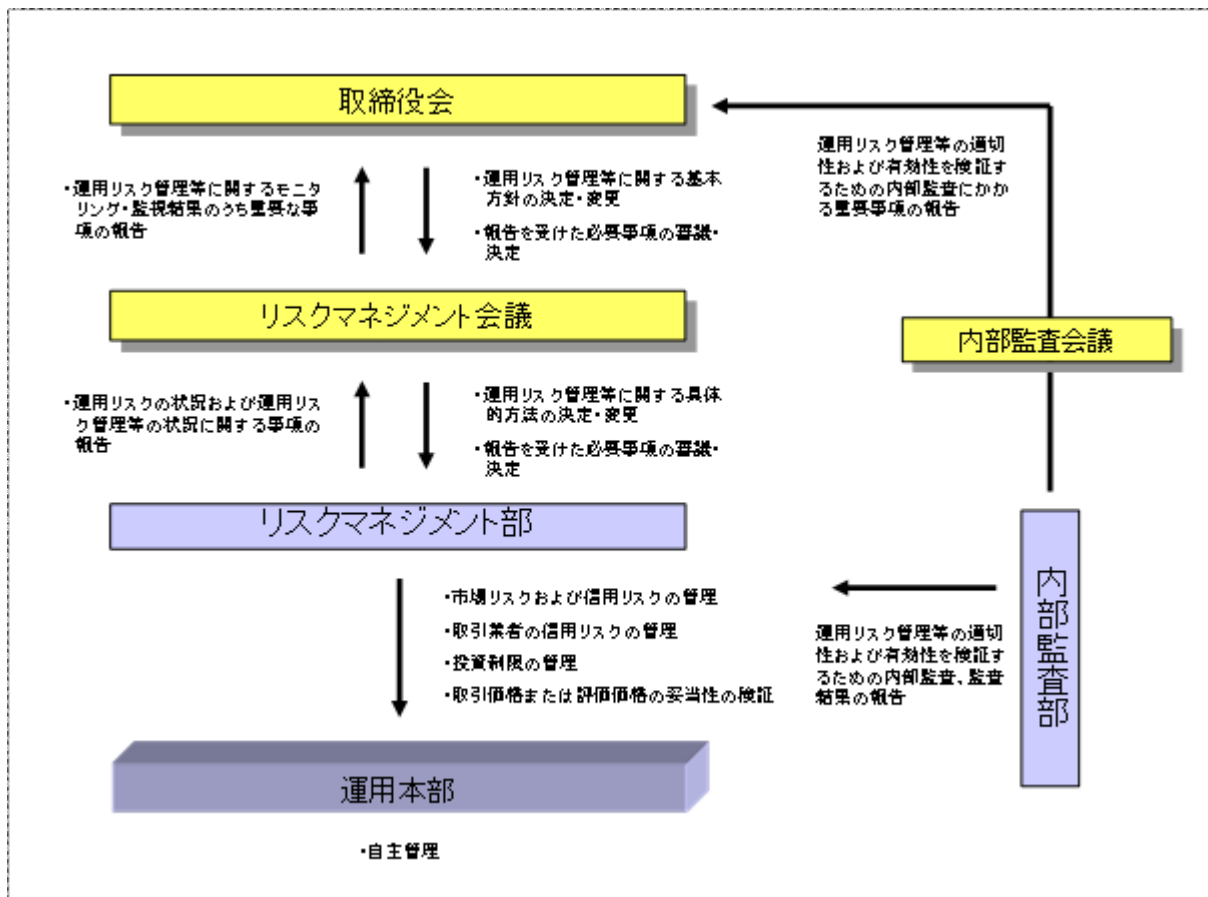 取締役会
・運用リスク管理等に関するモニ
タリング・監視結果のうち重要な事
項の報告
・運用リスク管理等に関する基本
方針の決定・変更
・報告を受けた必要事項の審議・
決定
運用リスク管理等の適切
性および有効性を検証す
るための内部監査にかか
る重要事項の報告
リスクマネジメント会議
内部監査会議
・運用リスクの状況および運用リス
ク管理等の状況に関する事項の
報告
・運用リスク管理等に関する具体
的方法の決定・変更
・報告を受けた必要事項の審議・
決定
リスクマネジメント部
内部監査部
・市場リスクおよび信用リスクの管理
・取引業者の信用リスクの管理
・投資制限の管理
・取引価格または評価価格の妥当性の検証
運用リスク管理等の適切
性および有効性を検証す
るための内部監査、監査
結果の報告
運用本部
・自主管理